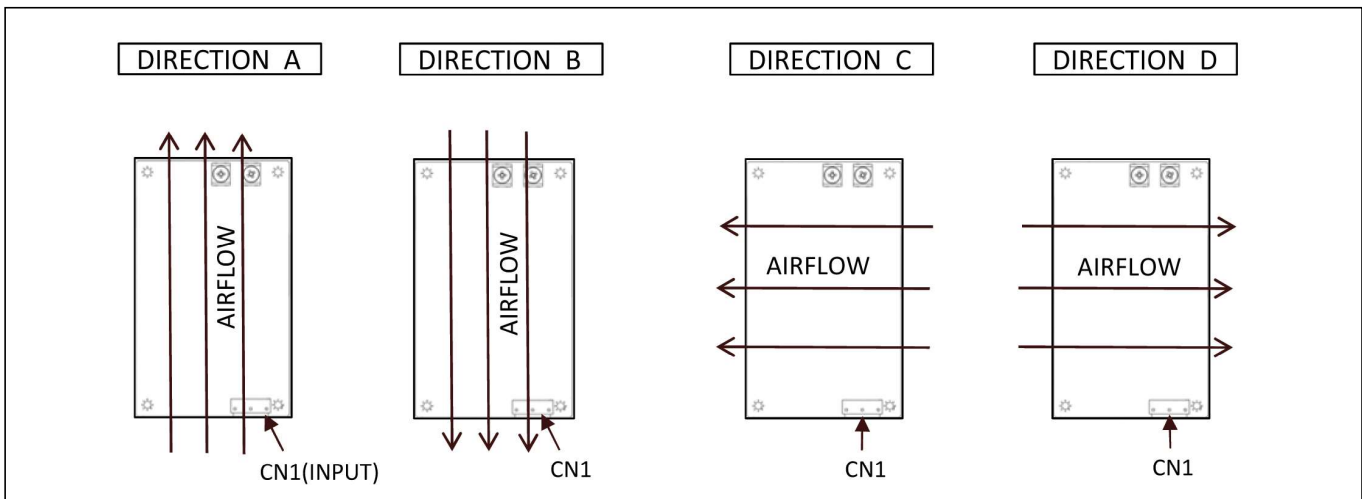 DIRECTION A
DIRECTION B
DIRECTION C
DIRECTION D
AIRFLOW
AIRFLOW
AIRFLOW
AIRFLOW
CN1(INPUT)
CN1
CN1
CN1